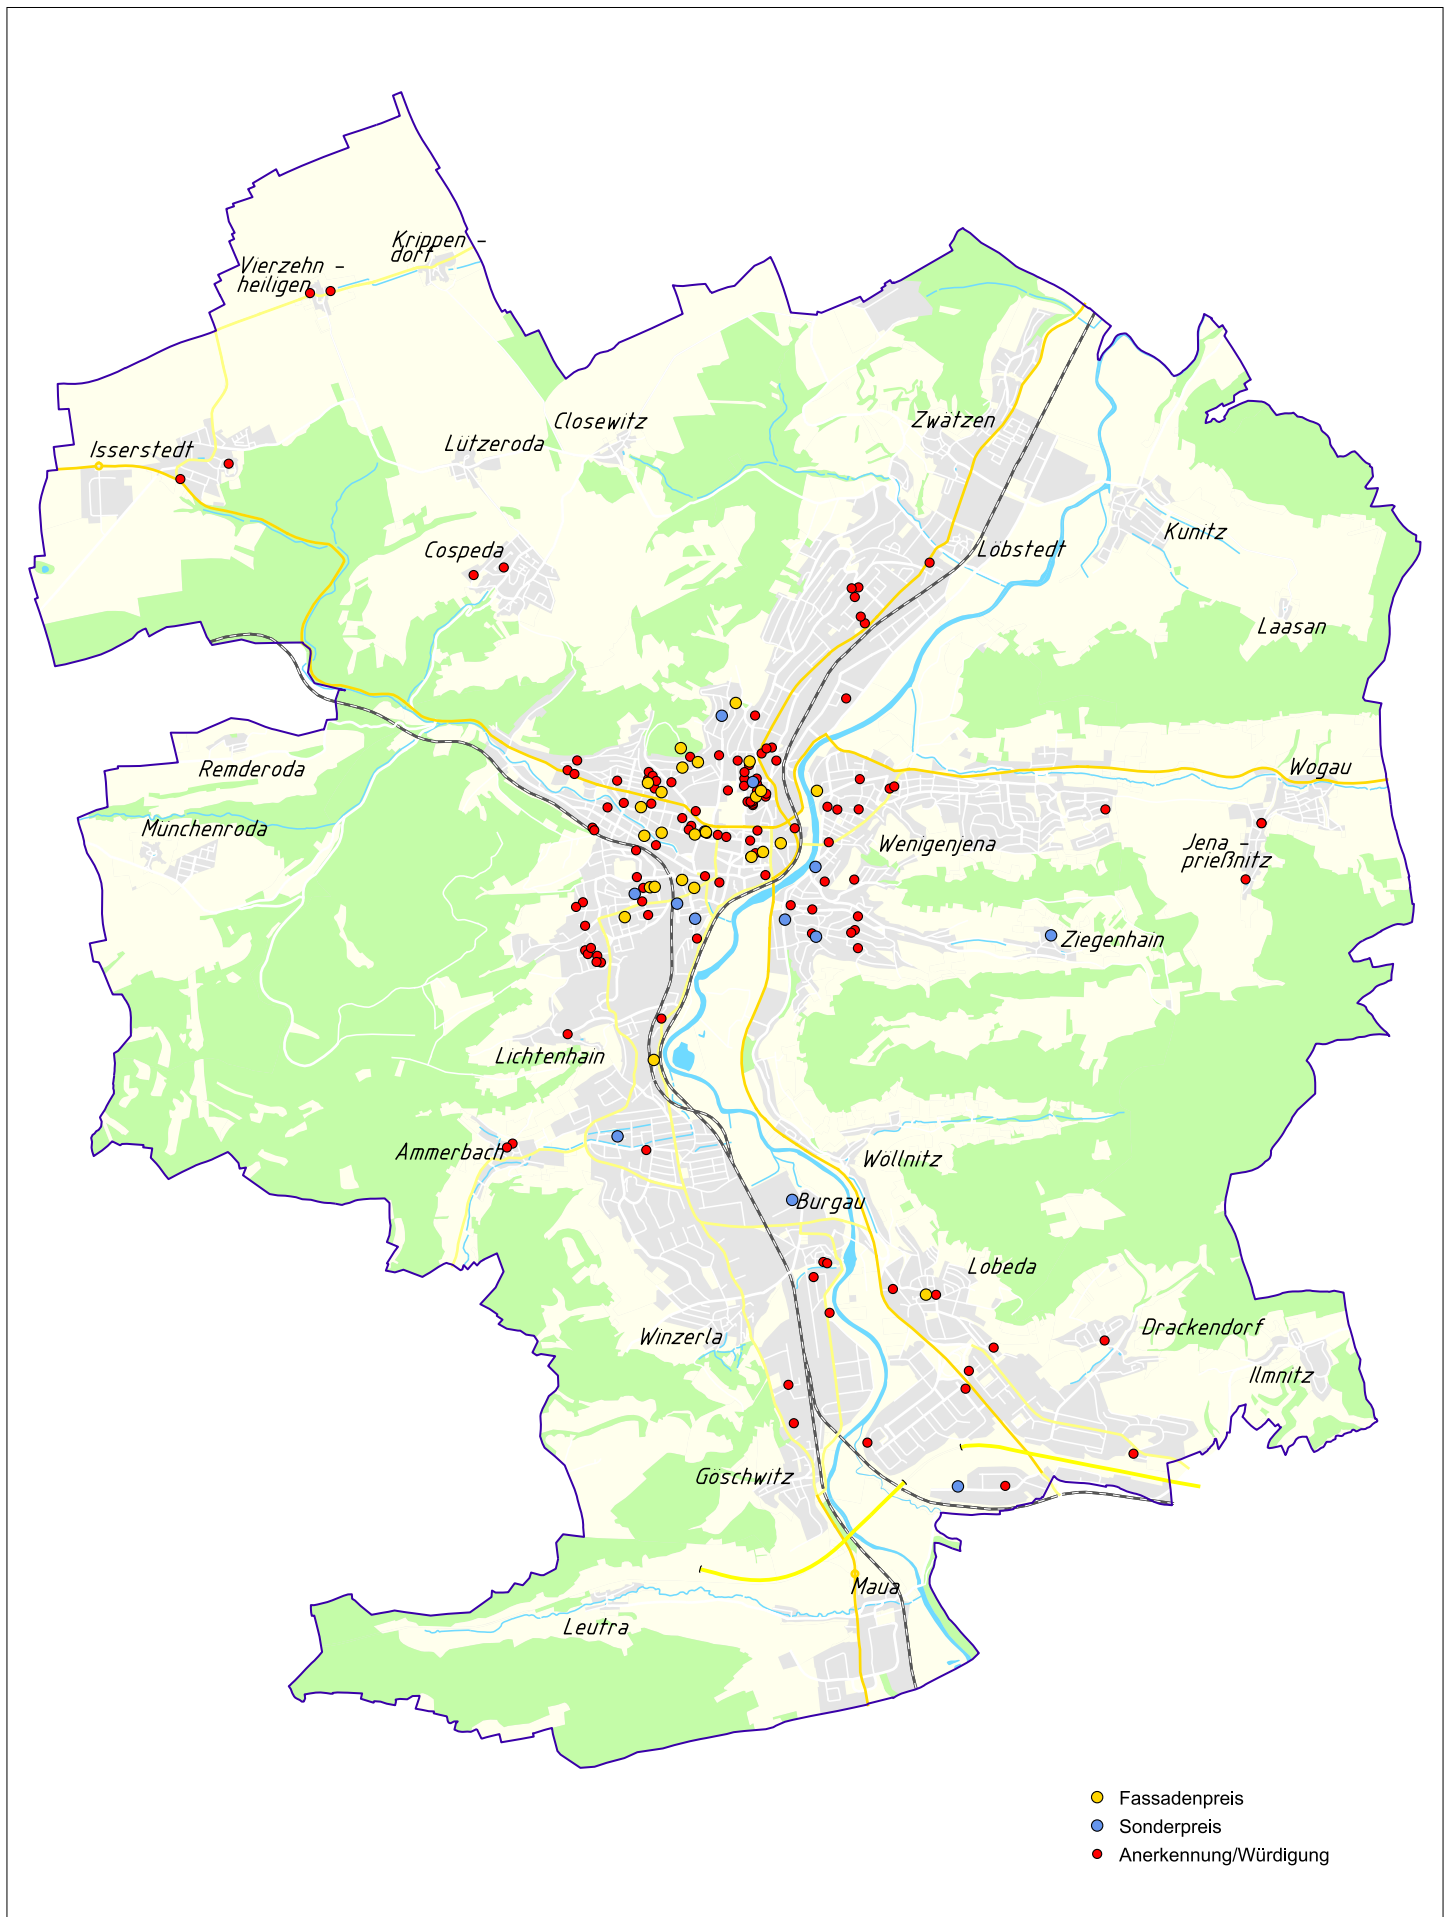 Krippen -
dorf
Vierzehn -
heiligen
Closewitz
Zwätzen
Lützeroda
Isserstedt
Kunitz
Cospeda
Löbstedt
Laasan
Remderoda
Wogau
Münchenroda
Wenigenjena
Jena -
prießnitz
Ziegenhain
Lichtenhain
Ammerbach
Wöllnitz
Burgau
Lobeda
Drackendorf
Winzerla
Ilmnitz
Göschwitz
Maua
Leutra
Fassadenpreis
Sonderpreis
Anerkennung/Würdigung